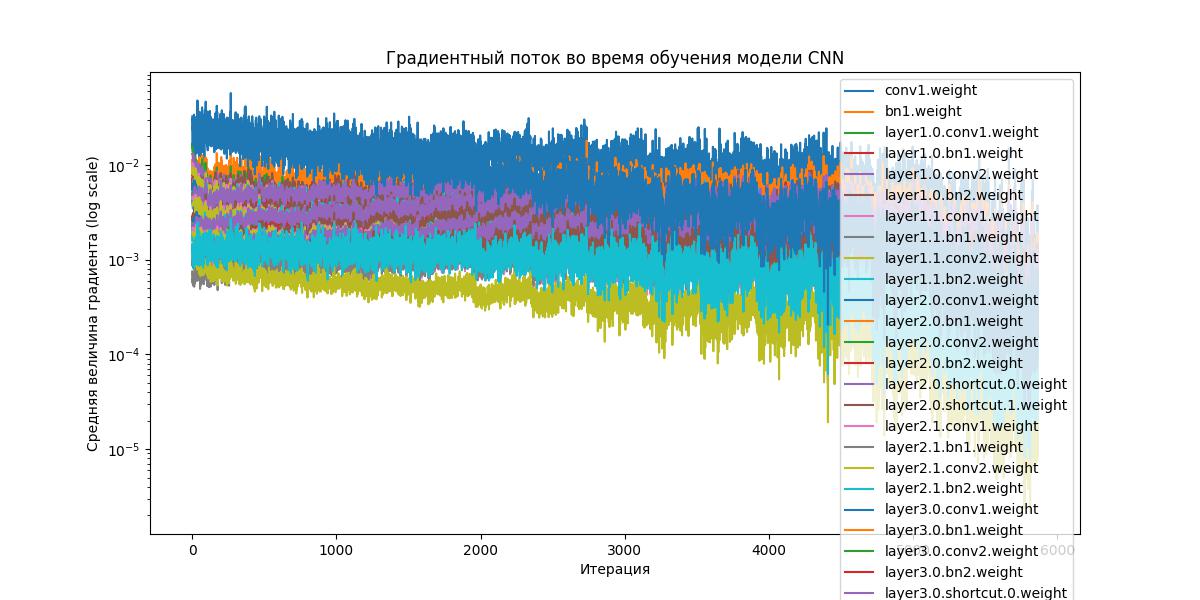 Градиентный поток во время обучения модели CNN
Средняя величина градиента (log scale)
10⁻²
10⁻³
10⁻⁴
10⁻⁵
0
1000
2000
3000
4000
5000
6000
Итерация
conv1.weight
bn1.weight
layer1.0.conv1.weight
layer1.0.bn1.weight
layer1.0.conv2.weight
layer1.0.bn2.weight
layer1.1.conv1.weight
layer1.1.bn1.weight
layer1.1.conv2.weight
layer1.1.bn2.weight
layer2.0.conv1.weight
layer2.0.bn1.weight
layer2.0.conv2.weight
layer2.0.bn2.weight
layer2.0.shortcut.0.weight
layer2.0.shortcut.1.weight
layer2.1.conv1.weight
layer2.1.bn1.weight
layer2.1.conv2.weight
layer2.1.bn2.weight
layer3.0.conv1.weight
layer3.0.bn1.weight
layer3.0.conv2.weight
layer3.0.bn2.weight
layer3.0.shortcut.0.weight